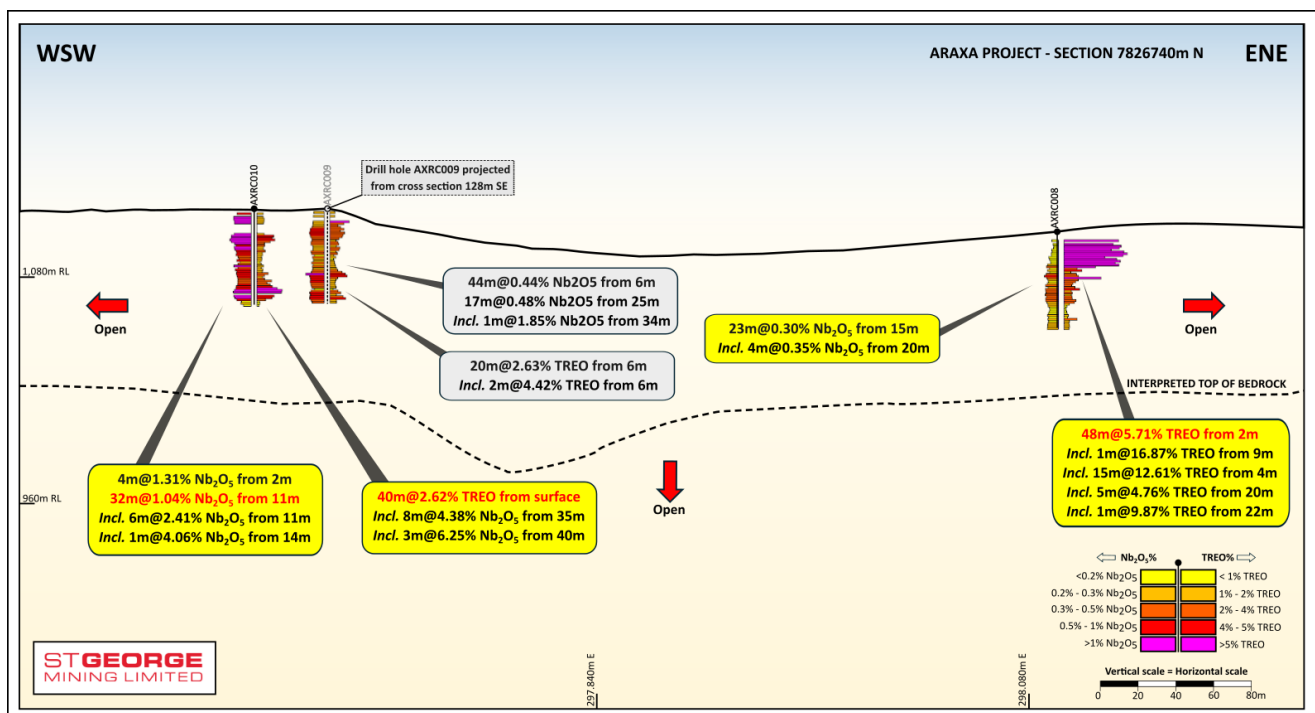 WSW
ARAXA PROJECT - SECTION 7826740m N
ENE
AXRC010
AXRC009
Drill hole AXRC009 projected
from cross section 128m SE
AXRC008
1,080m RL
44m@0.44% Nb2O5 from 6m
17m@0.48% Nb2O5 from 25m
Incl. 1m@1.85% Nb2O5 from 34m
Open
23m@0.30% Nb₂O₅ from 15m
Incl. 4m@0.35% Nb₂O₅ from 20m
Open
20m@2.63% TREO from 6m
Incl. 2m@4.42% TREO from 6m
INTERPRETED TOP OF BEDROCK
4m@1.31% Nb₂O₅ from 2m
32m@1.04% Nb₂O₅ from 11m
Incl. 6m@2.41% Nb₂O₅ from 11m
Incl. 1m@4.06% Nb₂O₅ from 14m
40m@2.62% TREO from surface
Incl. 8m@4.38% Nb₂O₅ from 35m
Incl. 3m@6.25% Nb₂O₅ from 40m
48m@5.71% TREO from 2m
Incl. 1m@16.87% TREO from 9m
Incl. 15m@12.61% TREO from 4m
Incl. 5m@4.76% TREO from 20m
Incl. 1m@9.87% TREO from 22m
960m RL
Open
Nb₂O₅% TREO%
<0.2% Nb₂O₅ < 1% TREO
0.2% - 0.3% Nb₂O₅ 1% - 2% TREO
0.3% - 0.5% Nb₂O₅ 2% - 4% TREO
0.5% - 1% Nb₂O₅ 4% - 5% TREO
>1% Nb₂O₅ >5% TREO
Vertical scale = Horizontal scale
0 20 40 60 80m
297.840m E
298.080m E
STGEORGE
MINING LIMITED